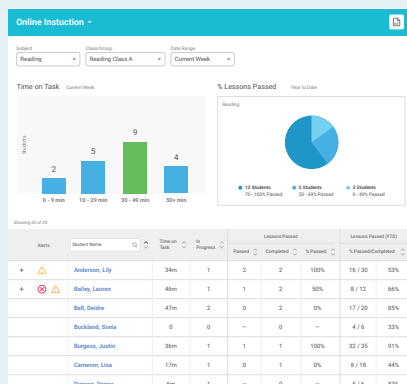 Online Instuction
Subject Class/Group Date Range
Reading Reading Class A Current Week
Time on Task Current Week
% Lessons Passed Year to Date
Students
2 5 9 4
0 - 9 min 10 - 29 min 30 - 49 min 50+ min
Reading
12 Students 5 Students 3 Students
70 - 100% Passed 50 - 69% Passed 0 - 49% Passed
Showing 20 of 20
Lessons Passed Lessons Passed (YTD)
Alerts Student Name Time on Task In Progress Passed Completed % Passed % Passed/Completed
+ Anderson, Lily 34m 1 2 2 100% 16 / 30 53%
+ Bailey, Lauren 46m 1 1 2 50% 8 / 12 66%
Bell, Deidre 47m 2 0 2 0% 17 / 20 85%
Buckland, Sonia 0 0 – 0 – 4 / 6 33%
Burgess, Justin 36m 1 1 1 100% 32 / 35 91%
Cameron, Lisa 17m 1 0 1 0% 8 / 18 44%